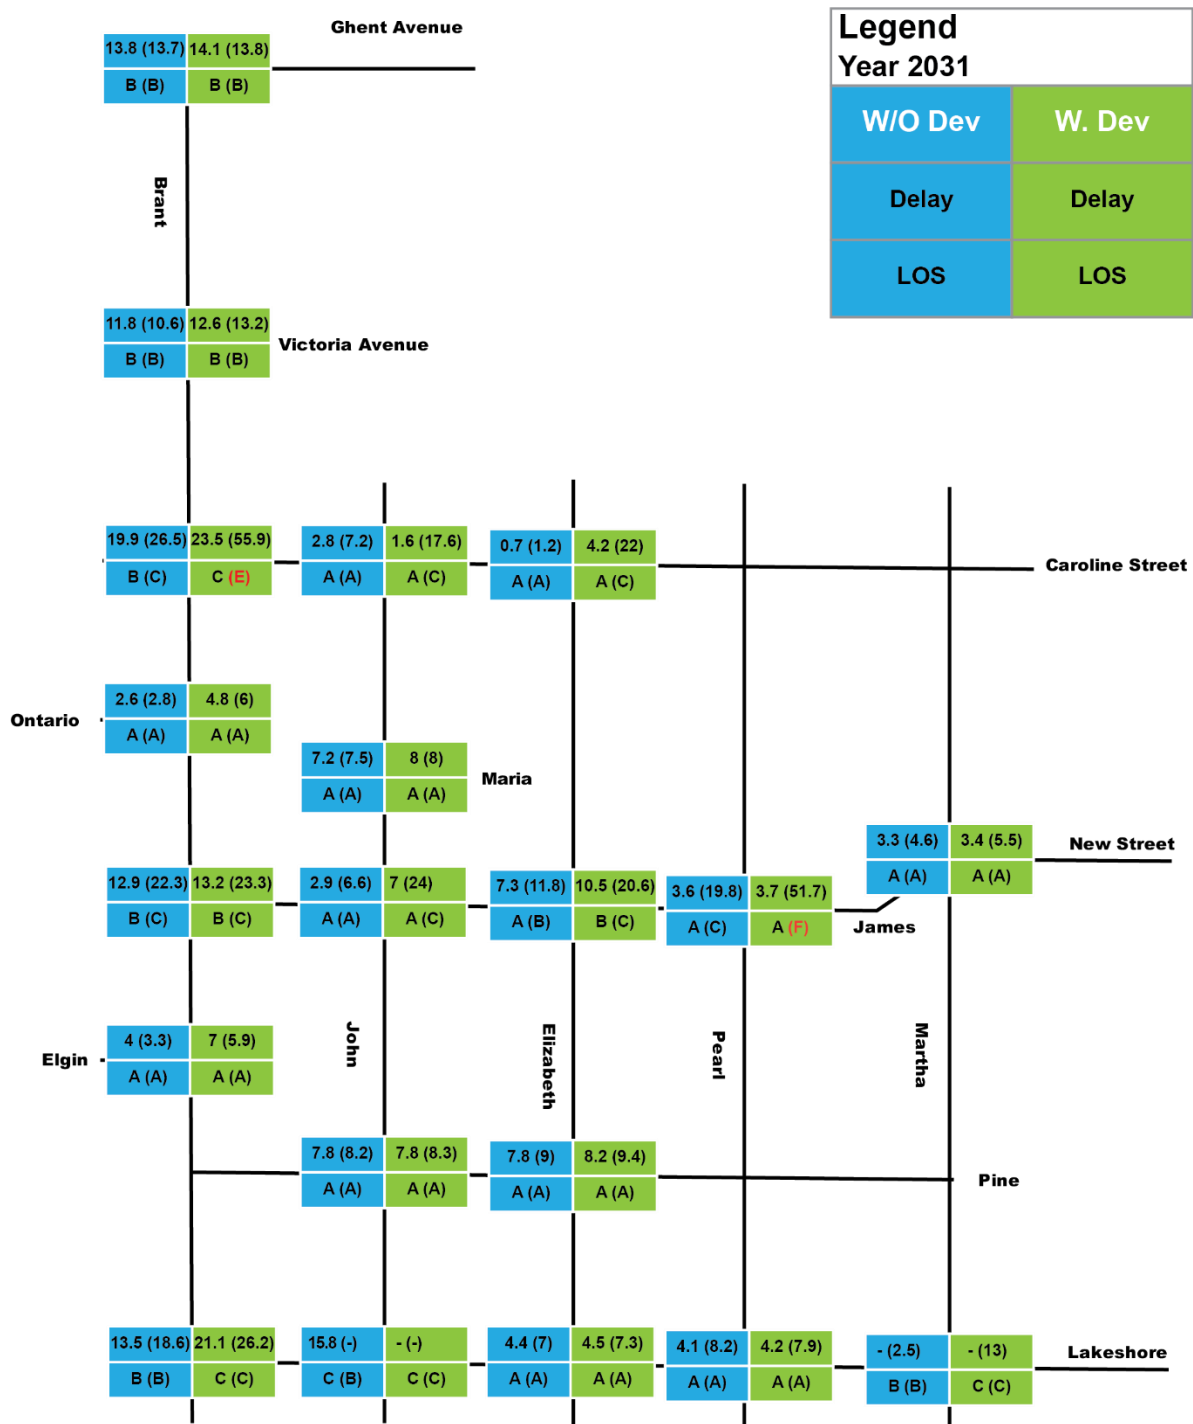 Ghent Avenue
Legend
Year 2031
W/O Dev W. Dev
Delay Delay
LOS LOS
13.8 (13.7) 14.1 (13.8)
B (B) B (B)
Brant
11.8 (10.6) 12.6 (13.2)
B (B) B (B)
Victoria Avenue
19.9 (26.5) 23.5 (55.9) 2.8 (7.2) 1.6 (17.6) 0.7 (1.2) 4.2 (22)
B (C) C (E) A (A) A (C) A (A) A (C)
Caroline Street
2.6 (2.8) 4.8 (6)
Ontario
A (A) A (A)
7.2 (7.5) 8 (8)
Maria
A (A) A (A)
3.3 (4.6) 3.4 (5.5)
New Street
A (A) A (A)
12.9 (22.3) 13.2 (23.3) 2.9 (6.6) 7 (24) 7.3 (11.8) 10.5 (20.6) 3.6 (19.8) 3.7 (51.7)
B (C) B (C) A (A) A (C) A (B) B (C) A (C) A (F)
James
4 (3.3) 7 (5.9)
Elgin
A (A) A (A)
John
Elizabeth
Pearl
Martha
7.8 (8.2) 7.8 (8.3) 7.8 (9) 8.2 (9.4)
A (A) A (A) A (A) A (A)
Pine
13.5 (18.6) 21.1 (26.2) 15.8 (-) - (-) 4.4 (7) 4.5 (7.3) 4.1 (8.2) 4.2 (7.9) - (2.5) - (13)
Lakeshore
B (B) C (C) C (B) C (C) A (A) A (A) A (A) A (A) B (B) C (C)